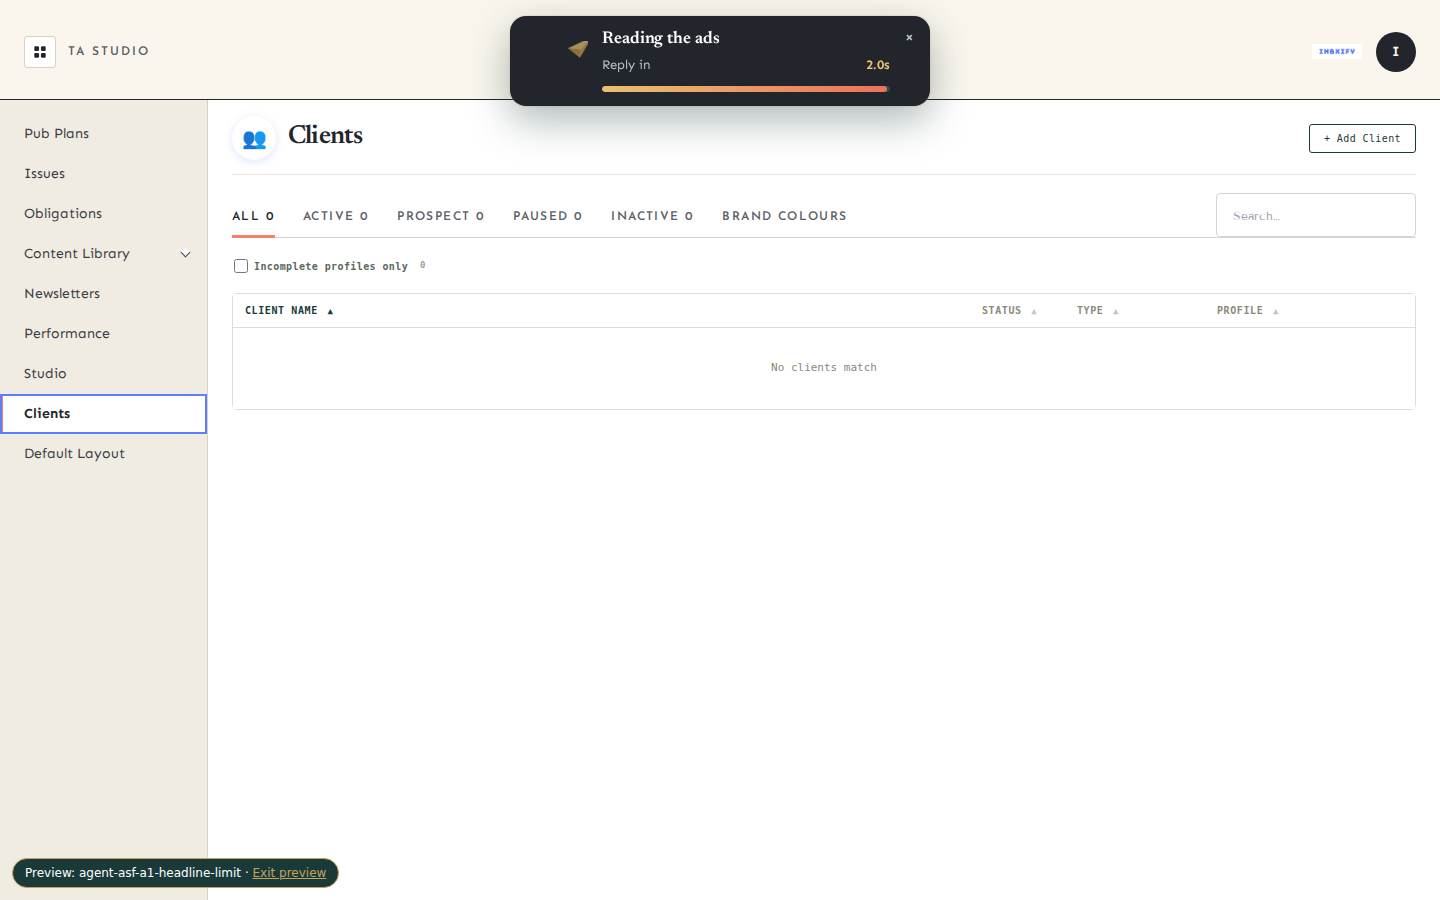 TA STUDIO
Reading the ads
×
Reply in 2.0s
INBXIFY
I
Pub Plans
Issues
Obligations
Content Library
Newsletters
Performance
Studio
Clients
Default Layout
Clients
+ Add Client
ALL 0 ACTIVE 0 PROSPECT 0 PAUSED 0 INACTIVE 0 BRAND COLOURS
Search...
Incomplete profiles only 0
CLIENT NAME ▲ STATUS ▲ TYPE ▲ PROFILE ▲
No clients match
Preview: agent-asf-a1-headline-limit · Exit preview